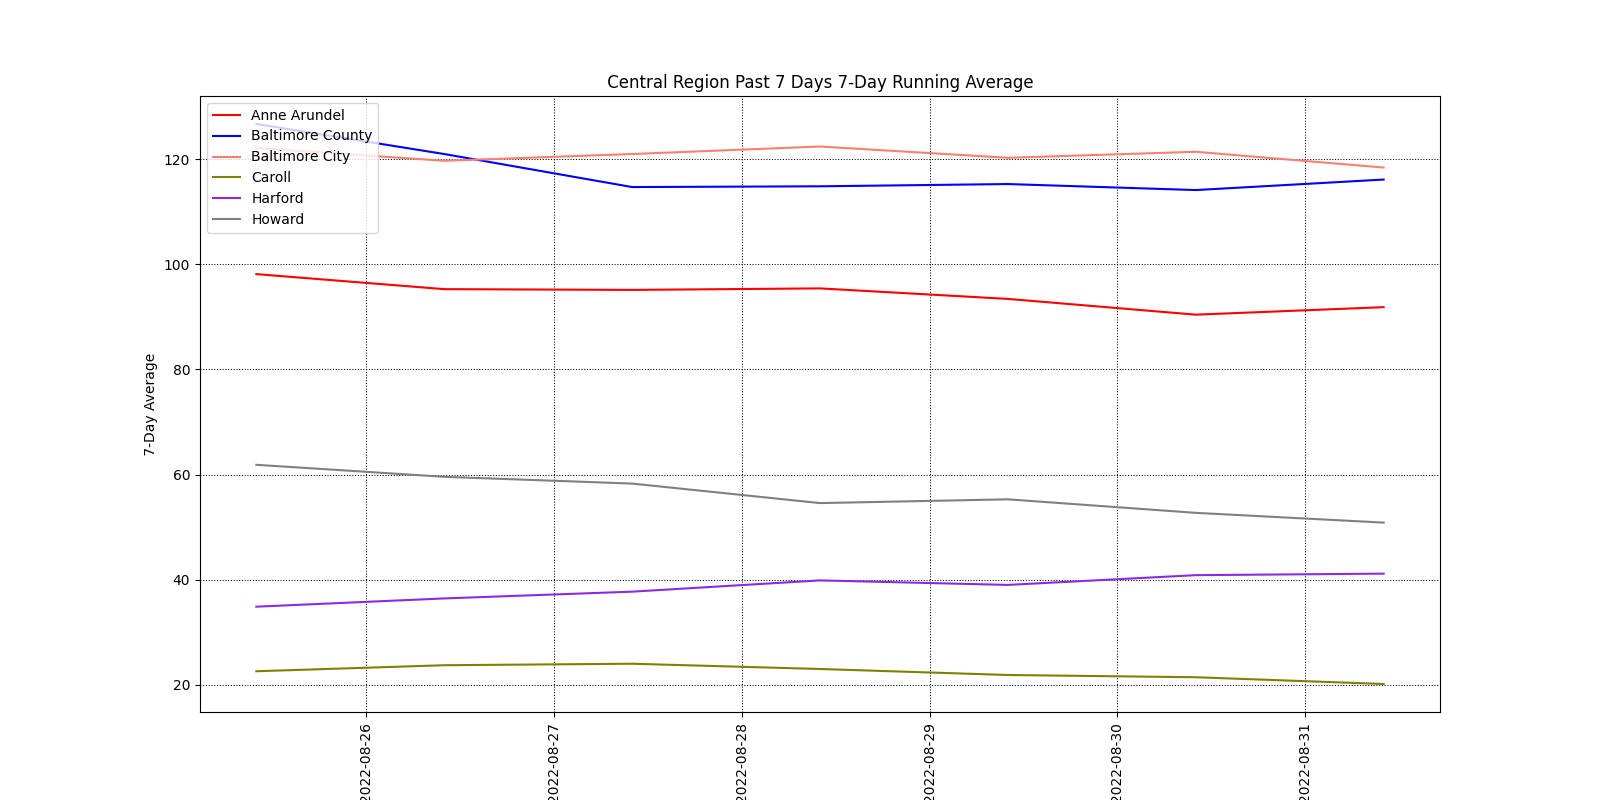 Central Region Past 7 Days 7-Day Running Average
Anne Arundel
Baltimore County
Baltimore City
Caroll
Harford
Howard
7-Day Average
120
100
80
60
40
20
2022-08-26
2022-08-27
2022-08-28
2022-08-29
2022-08-30
2022-08-31